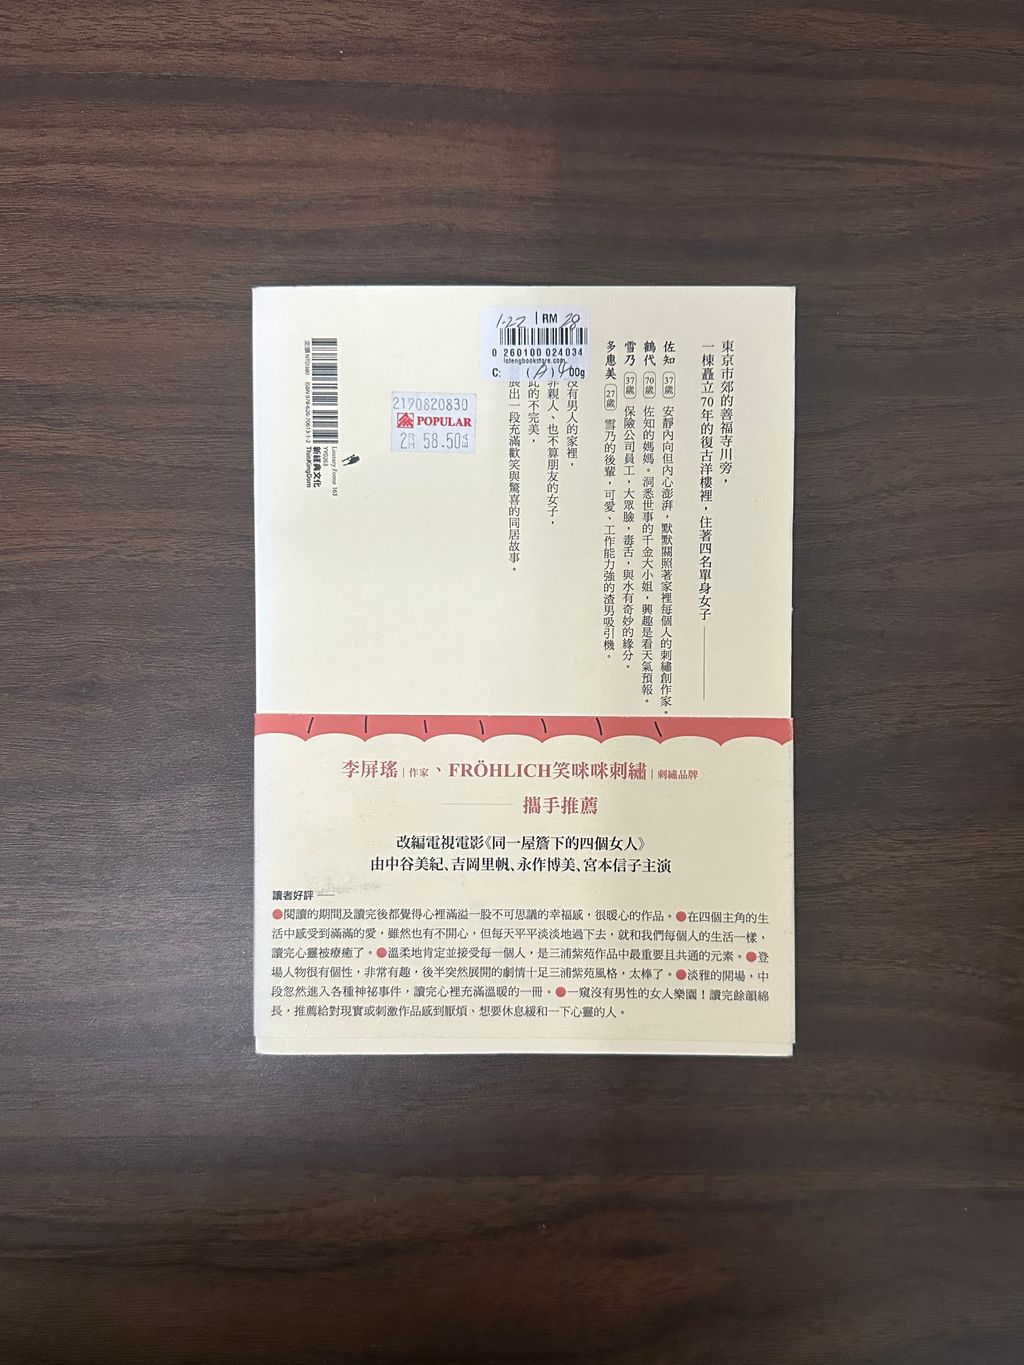 東京市郊的善福寺川旁，
一棟矗立70年的復古洋樓裡，住著四名單身女子——
佐知 37歲 安靜內向但內心澎湃，默默關照著家裡每個人的刺繡創作家。
鶴代 70歲 佐知的媽媽。洞悉世事的千金大小姐，興趣是看天氣預報。
雪乃 37歲 保險公司員工，大眾臉，毒舌，與水有奇妙的緣分。
多惠美 27歲 雪乃的後輩，可愛、工作能力強的渣男吸引機。
沒有男人的家裡，
非親人、也不算朋友的女子，
此的不完美，
展出一段充滿歡笑與驚喜的同居故事。
1-22 RM 28
0 260100 024034
latengbookstore.com
C: 00g
2190820830
POPULAR
RM 58.50
Literary Forest 163
YY0263
新經典文化
ThinKingDom
定價 NTD380
李屏瑤|作家、FRÖHLICH笑咪咪刺繡|刺繡品牌
——攜手推薦
改編電視電影《同一屋簷下的四個女人》
由中谷美紀、吉岡里帆、永作博美、宮本信子主演
讀者好評——
●閱讀的期間及讀完後都覺得心裡滿溢一股不可思議的幸福感，很暖心的作品。●在四個主角的生
活中感受到滿滿的愛，雖然也有不開心，但每天平平淡淡地過下去，就和我們每個人的生活一樣，
讀完心靈被療癒了。●溫柔地肯定並接受每一個人，是三浦紫苑作品中最重要且共通的元素。●登
場人物很有個性，非常有趣，後半突然展開的劇情十足三浦紫苑風格，太棒了。●淡雅的開場，中
段忽然進入各種神祕事件，讀完心裡充滿溫暖的一冊。●一窺沒有男性的女人樂園！讀完餘韻綿
長，推薦給對現實或刺激作品感到厭煩、想要休息緩和一下心靈的人。